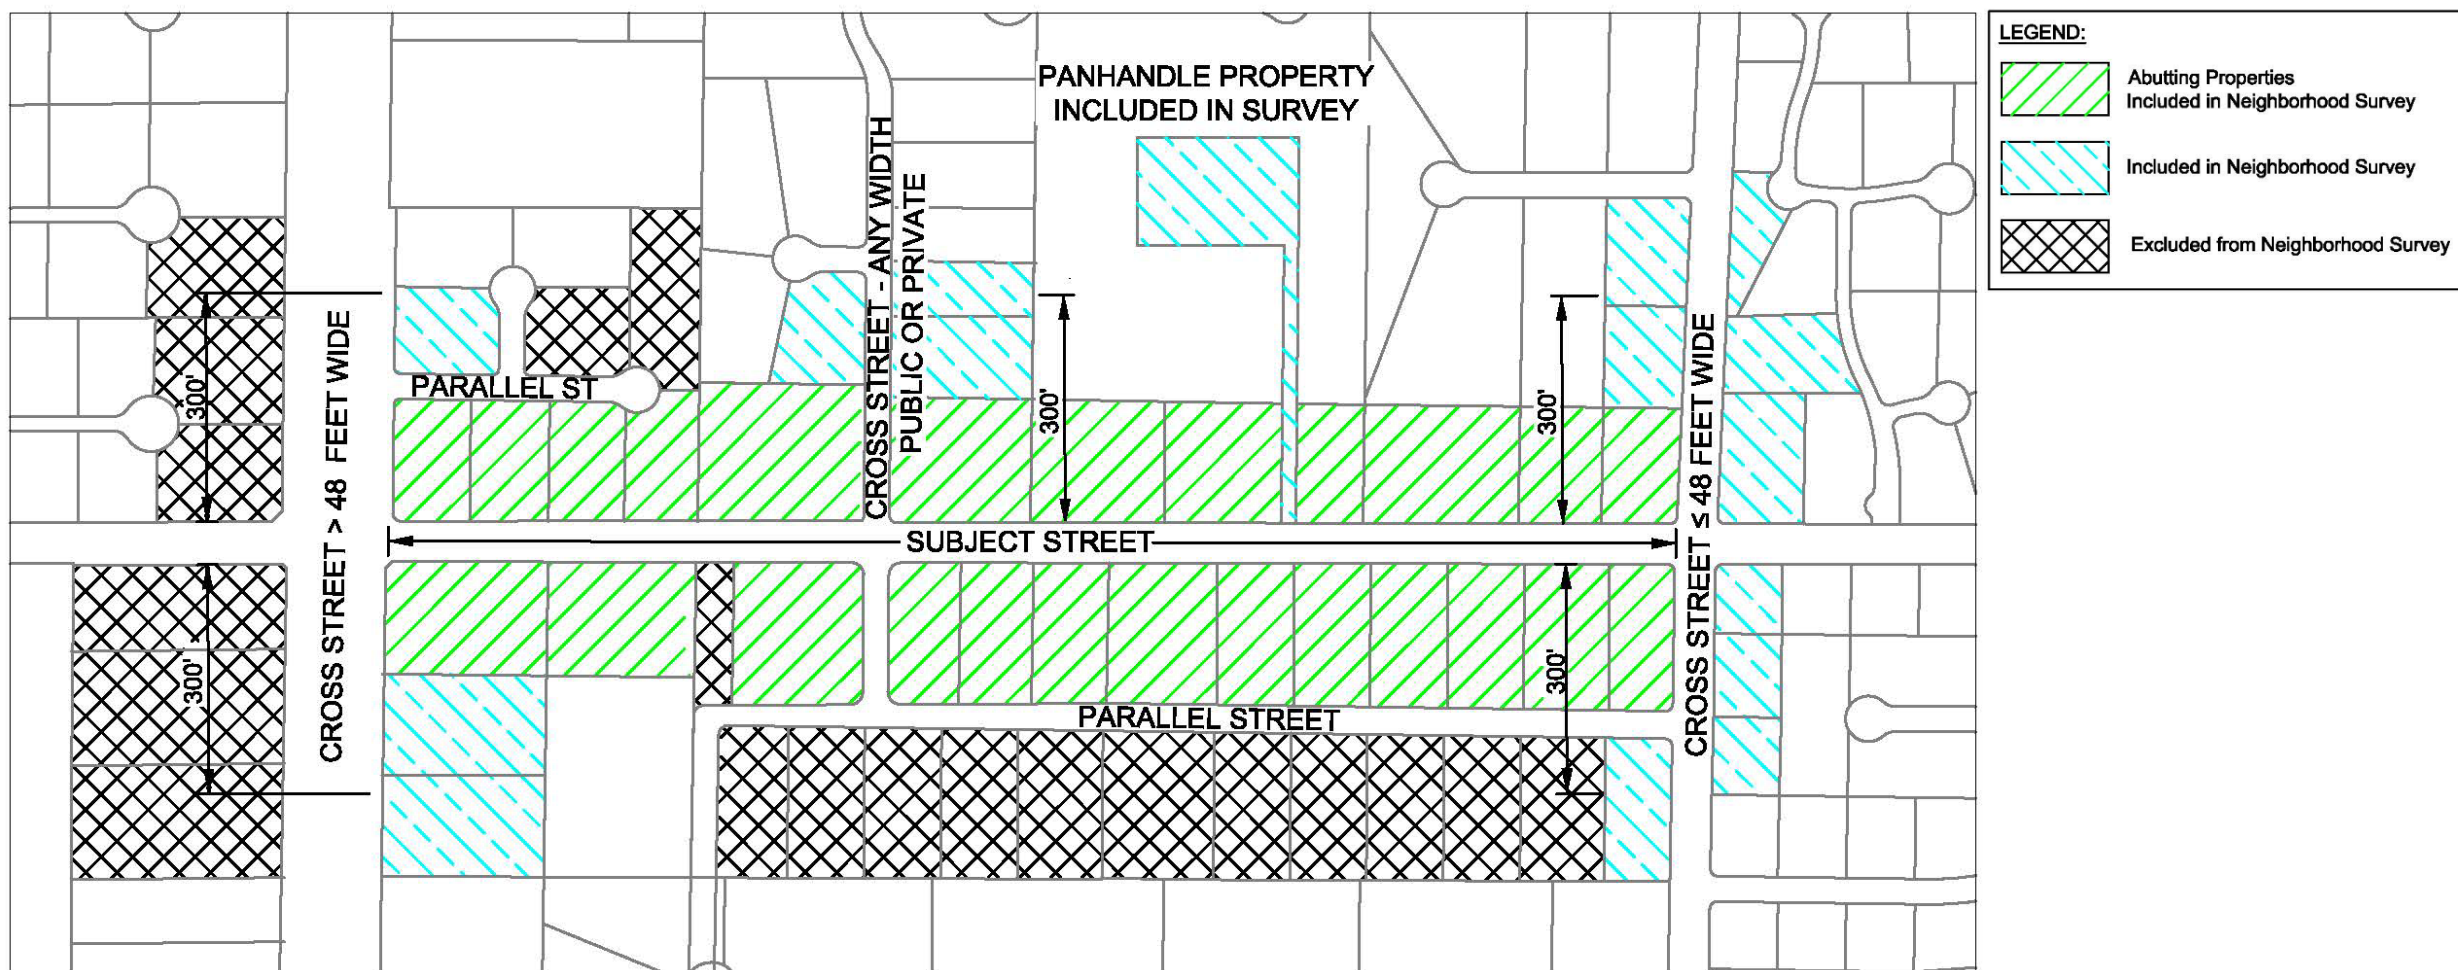 LEGEND:
Abutting Properties
Included in Neighborhood Survey
Included in Neighborhood Survey
Excluded from Neighborhood Survey
PANHANDLE PROPERTY
INCLUDED IN SURVEY
CROSS STREET - ANY WIDTH
PUBLIC OR PRIVATE
CROSS STREET > 48 FEET WIDE
CROSS STREET ≤ 48 FEET WIDE
300'
300'
300'
PARALLEL ST
SUBJECT STREET
300'
300'
PARALLEL STREET